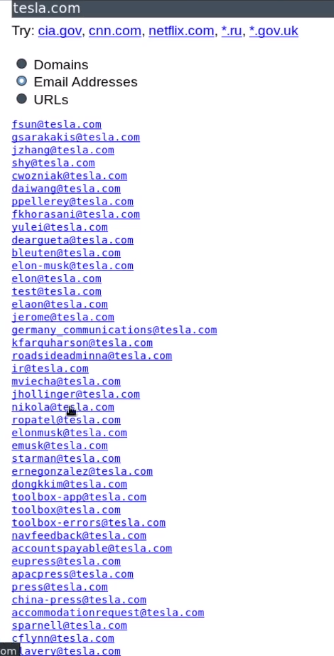 tesla.com
Try: cia.gov, cnn.com, netflix.com, *.ru, *.gov.uk
Domains
Email Addresses
URLs
fsun@tesla.com
gsarakakis@tesla.com
jzhang@tesla.com
shy@tesla.com
cwozniak@tesla.com
daiwang@tesla.com
ppellerey@tesla.com
fkhorasani@tesla.com
yulei@tesla.com
deargueta@tesla.com
bleuten@tesla.com
elon-musk@tesla.com
elon@tesla.com
test@tesla.com
elaon@tesla.com
jerome@tesla.com
germany_communications@tesla.com
kfarquharson@tesla.com
roadsideadminna@tesla.com
ir@tesla.com
mviecha@tesla.com
jhollinger@tesla.com
nikola@tesla.com
ropatel@tesla.com
elonmusk@tesla.com
emusk@tesla.com
starman@tesla.com
ernegonzalez@tesla.com
dongkkim@tesla.com
toolbox-app@tesla.com
toolbox@tesla.com
toolbox-errors@tesla.com
navfeedback@tesla.com
accountspayable@tesla.com
eupress@tesla.com
apacpress@tesla.com
press@tesla.com
china-press@tesla.com
accommodationrequest@tesla.com
sparnell@tesla.com
cflynn@tesla.com
om lavery@tesla.com